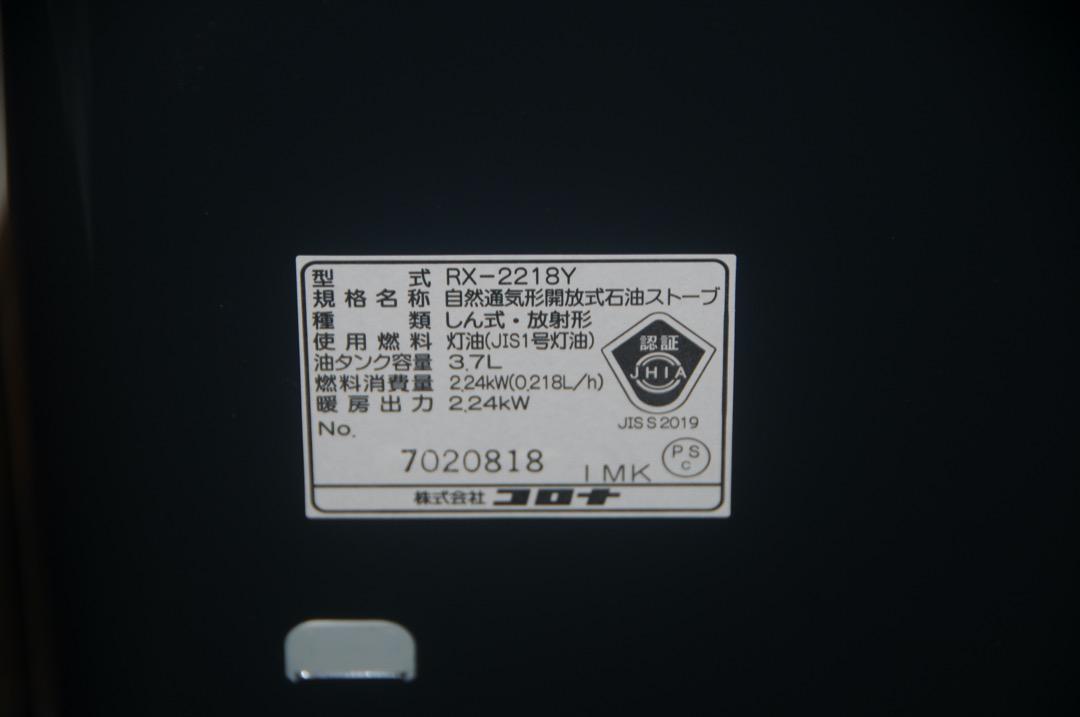 型 式 RX-2218Y
規格名称 自然通気形開放式石油ストーブ
種 類 しん式・放射形
使用燃料 灯油(JIS1号灯油)
油タンク容量 3.7L
燃料消費量 2.24kW(0.218L/h)
暖房出力 2.24kW
認証
JHIA
JIS S 2019
No.
7020818 IMK
PS
C
株式会社 コロナ